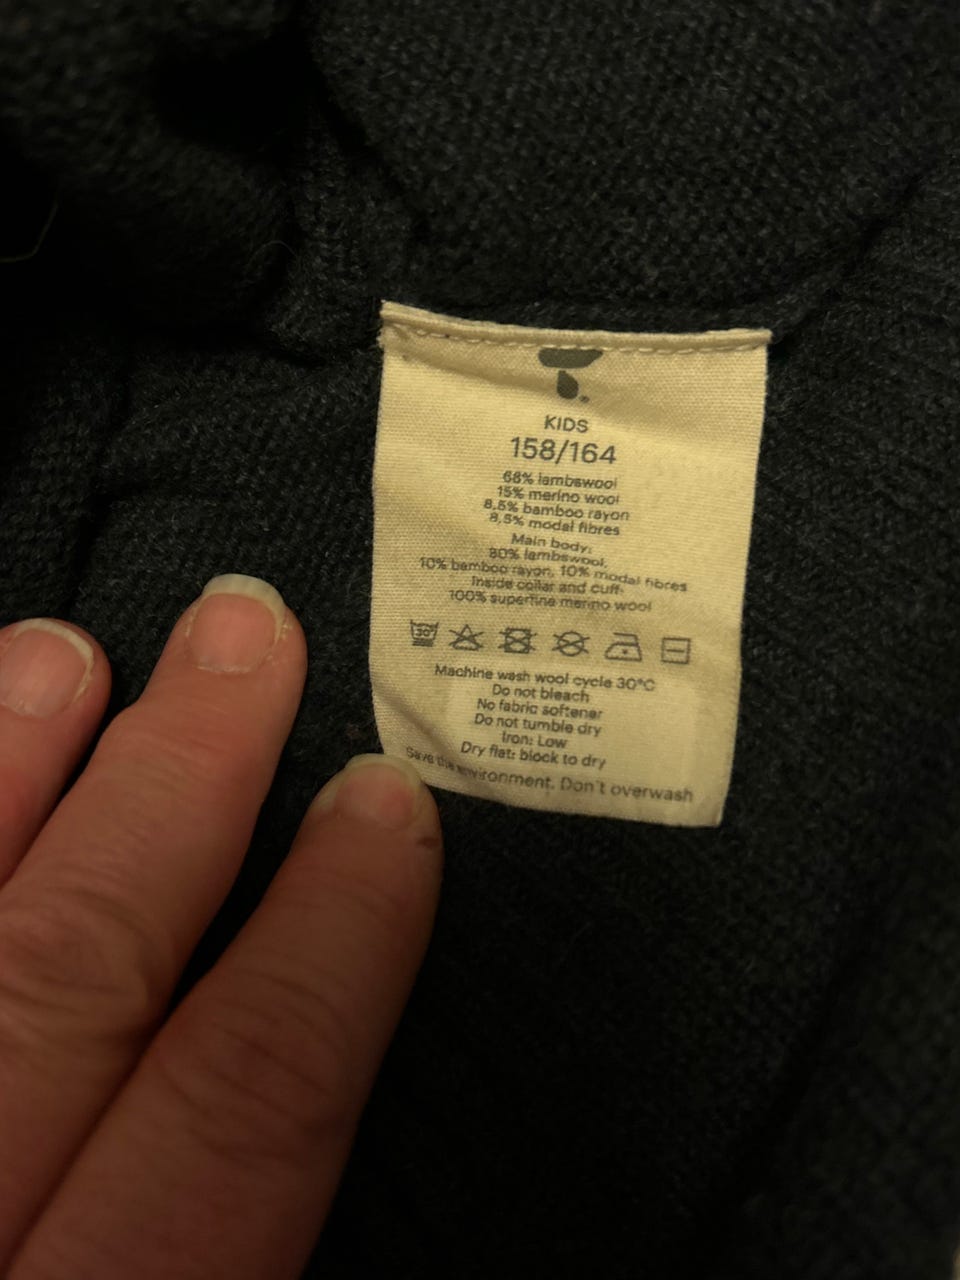 KIDS
158/164
68% lambswool
15% merino wool
8,5% bamboo rayon
8,5% modal fibres
Main body:
80% lambswool,
10% bamboo rayon, 10% modal fibres
Inside collar and cuff:
100% superfine merino wool
30°
Machine wash wool cycle 30°C
Do not bleach
No fabric softener
Do not tumble dry
Iron: Low
Dry flat: block to dry
Save the environment. Don't overwash